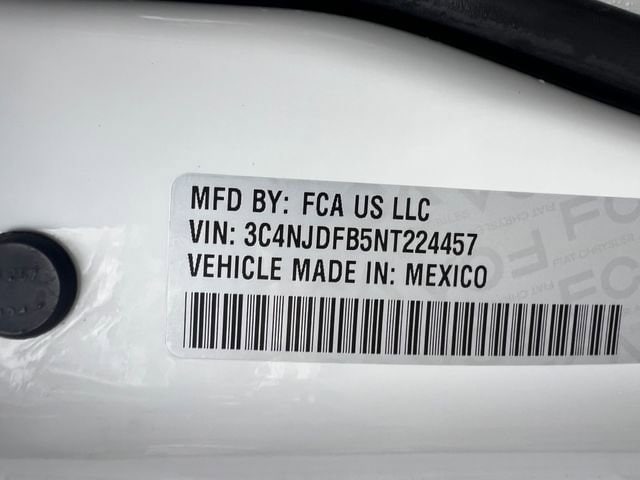 MFD BY: FCA US LLC
VIN: 3C4NJDFB5NT224457
VEHICLE MADE IN: MEXICO